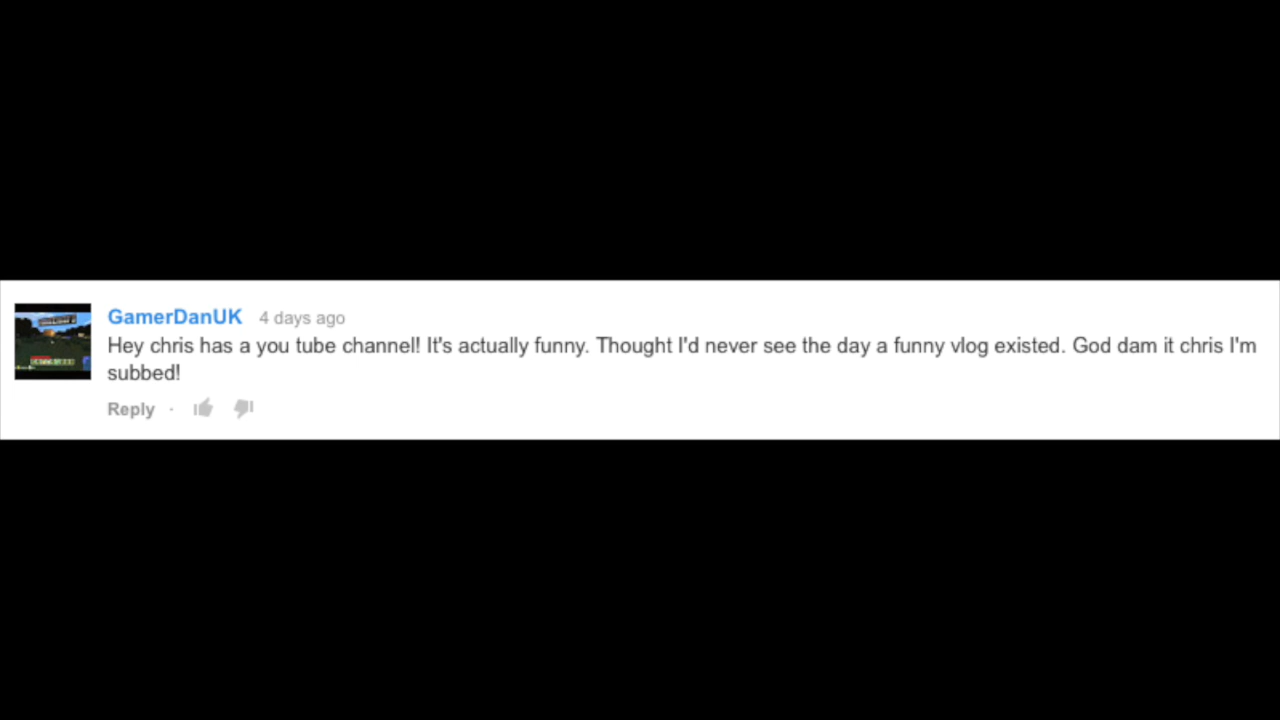 GamerDanUK 4 days ago
Hey chris has a you tube channel! It's actually funny. Thought I'd never see the day a funny vlog existed. God dam it chris I'm
subbed!
Reply ·